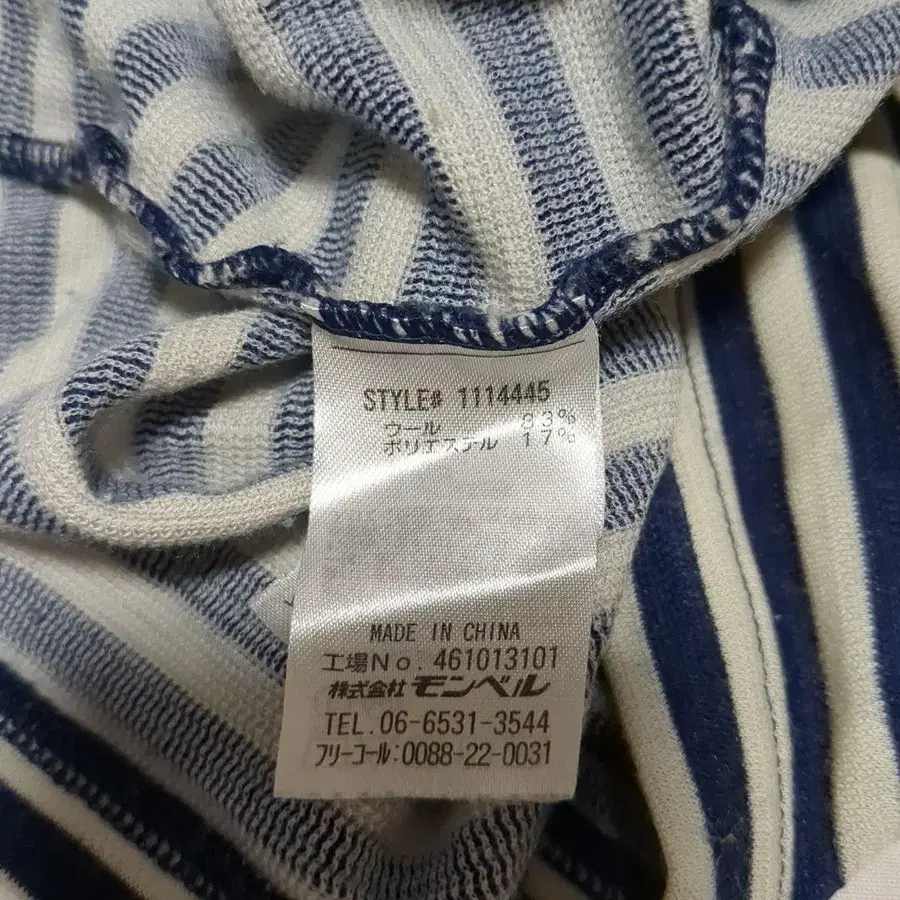 STYLE# 1114445
ウール 83%
ポリエステル 17%
MADE IN CHINA
工場No. 461013101
株式会社 モンベル
TEL.06-6531-3544
フリーコール:0088-22-0031